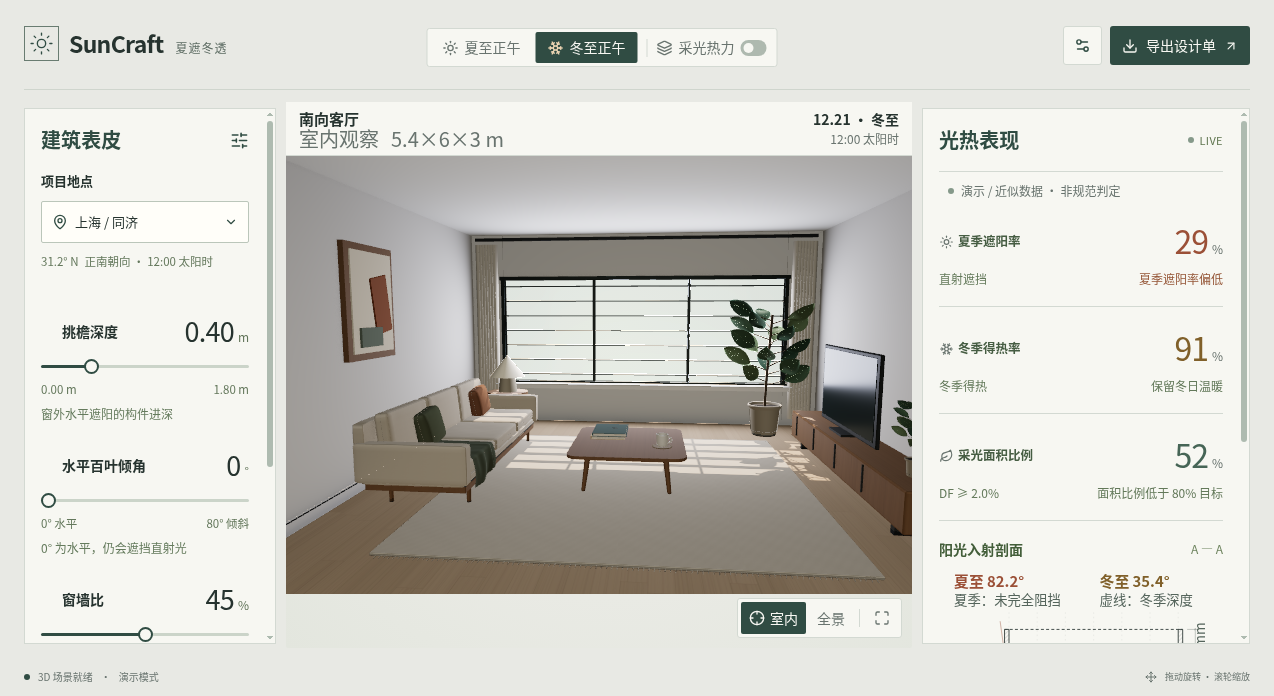 SunCraft 夏遮冬透
夏至正午 冬至正午 采光热力
导出设计单
建筑表皮
项目地点
上海 / 同济
31.2° N 正南朝向 · 12:00 太阳时
挑檐深度 0.40 m
0.00 m 1.80 m
窗外水平遮阳的构件进深
水平百叶倾角 0 °
0° 水平 80° 倾斜
0° 为水平，仍会遮挡直射光
窗墙比 45 %
南向客厅 12.21 · 冬至
室内观察 5.4×6×3 m 12:00 太阳时
室内 全景
光热表现 LIVE
演示 / 近似数据 · 非规范判定
夏季遮阳率 29 %
直射遮挡 夏季遮阳率偏低
冬季得热率 91 %
冬季得热 保留冬日温暖
采光面积比例 52 %
DF ≥ 2.0% 面积比例低于 80% 目标
阳光入射剖面 A — A
夏至 82.2° 冬至 35.4°
夏季：未完全阻挡 虚线：冬季深度
3D 场景就绪 · 演示模式
拖动旋转 · 滚轮缩放